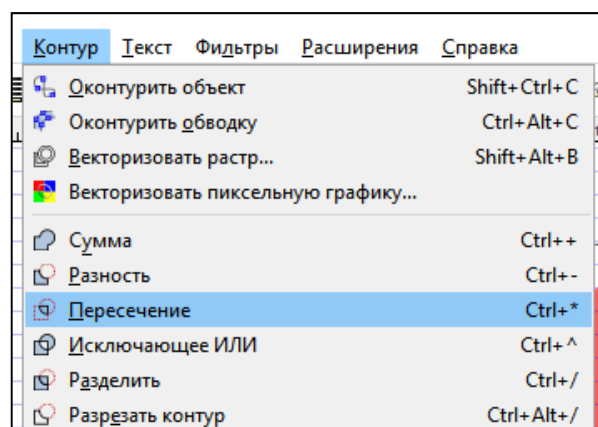 Контур Текст Фильтры Расширения Справка
Оконтурить объект Shift+Ctrl+C
Оконтурить обводку Ctrl+Alt+C
Векторизовать растр... Shift+Alt+B
Векторизовать пиксельную графику...
Сумма Ctrl++
Разность Ctrl+-
Пересечение Ctrl+*
Исключающее ИЛИ Ctrl+^
Разделить Ctrl+/
Разрезать контур Ctrl+Alt+/